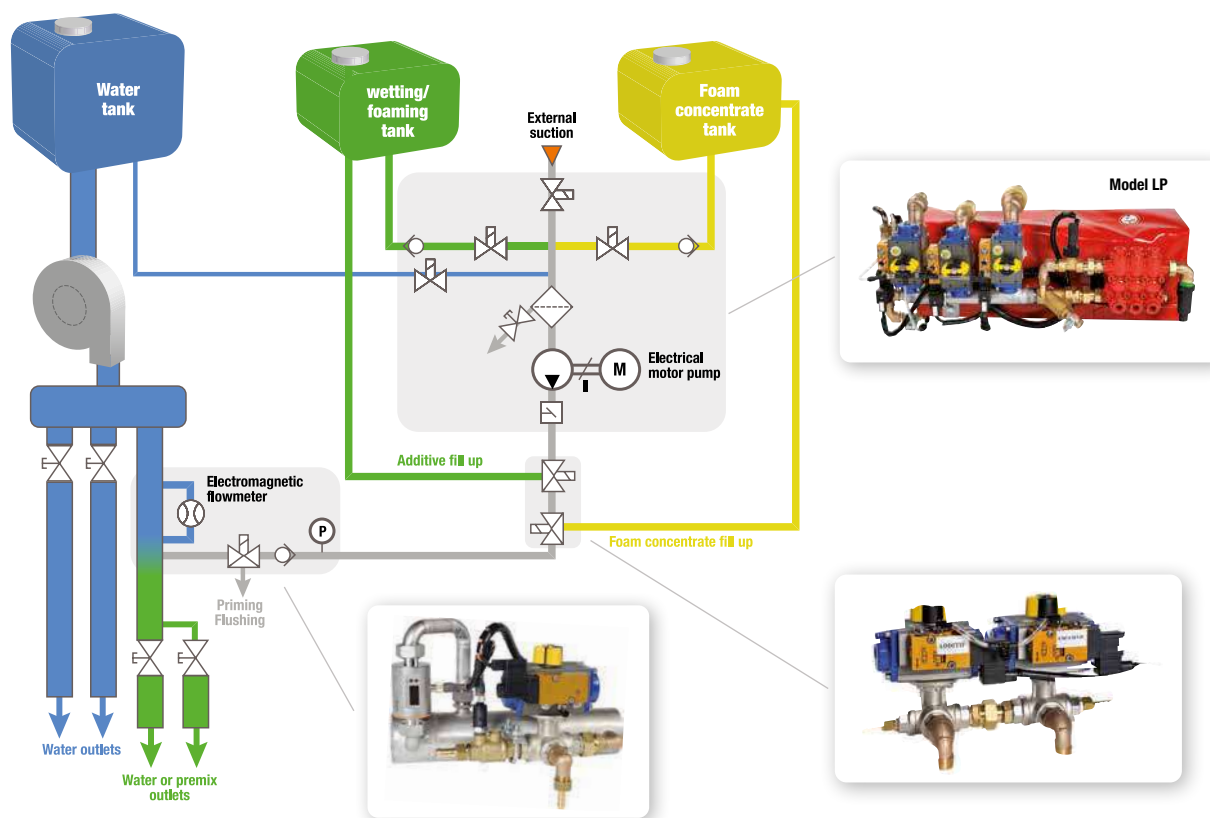 Water
tank
wetting/
foaming
tank
External
suction
Foam
concentrate
tank
Model LP
Electrical
motor pump
M
Additive fill up
Electromagnetic
flowmeter
P
Foam concentrate fill up
Priming
Flushing
Water outlets
Water or premix
outlets
ADDITIF